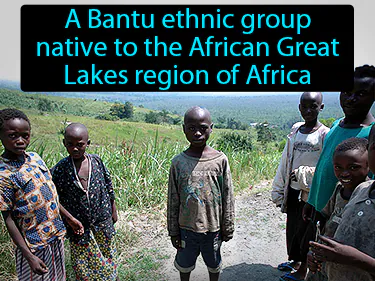 A Bantu ethnic group
native to the African Great
Lakes region of Africa